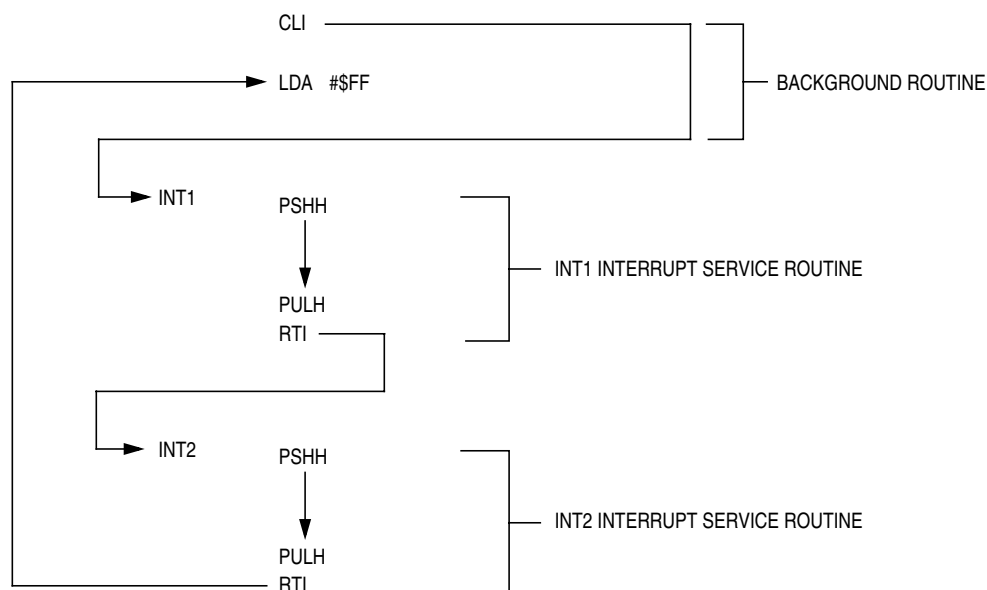 CLI
LDA #$FF
BACKGROUND ROUTINE
INT1
PSHH
INT1 INTERRUPT SERVICE ROUTINE
PULH
RTI
INT2
PSHH
INT2 INTERRUPT SERVICE ROUTINE
PULH
RTI